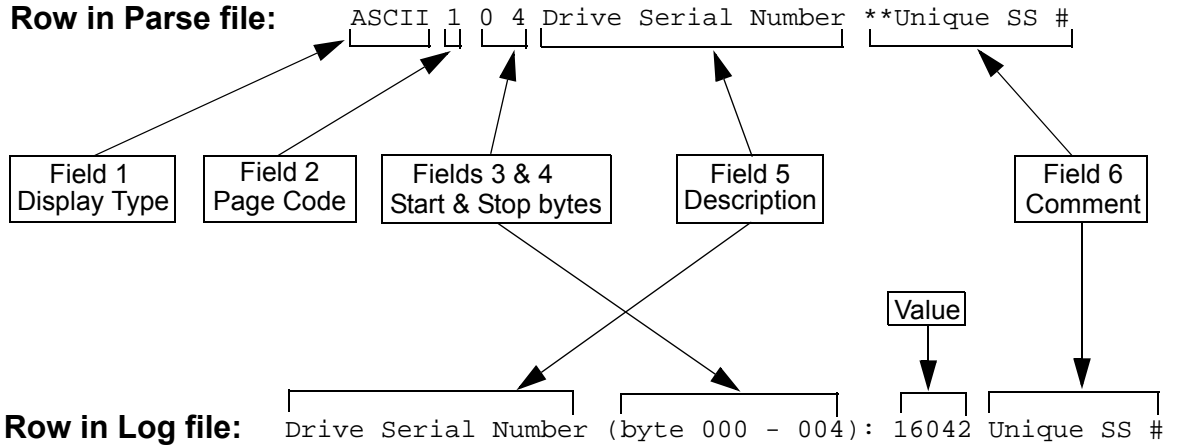 Row in Parse file: ASCII 1 0 4 Drive Serial Number **Unique SS #
Field 1
Display Type
Field 2
Page Code
Fields 3 & 4
Start & Stop bytes
Field 5
Description
Field 6
Comment
Value
Row in Log file: Drive Serial Number (byte 000 - 004): 16042 Unique SS #